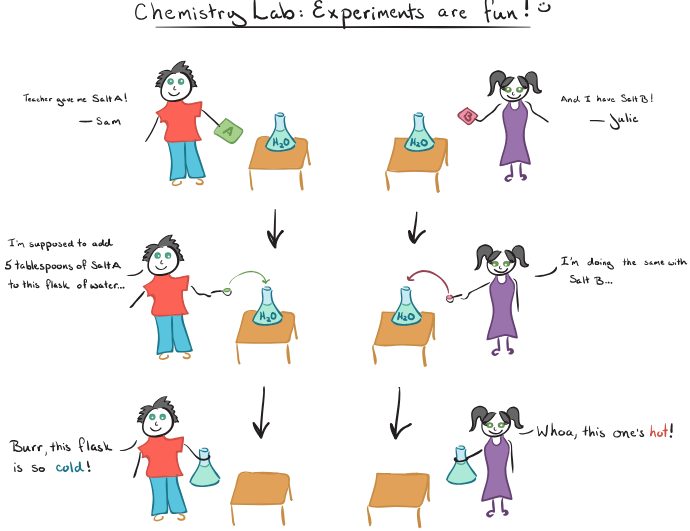 Chemistry Lab: Experiments are fun!
Teacher gave me Salt A!
— Sam
A
H₂O
H₂O
B
And I have Salt B!
— Julie
I'm supposed to add
5 tablespoons of Salt A
to this flask of water...
H₂O
H₂O
I'm doing the same with
Salt B...
Burr, this flask
is so cold!
Whoa, this one's hot!